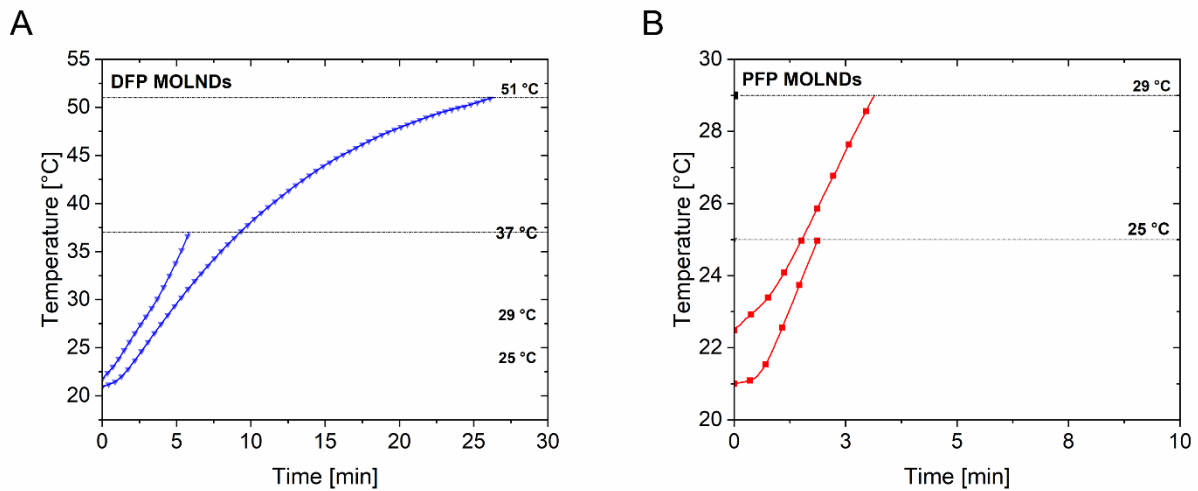 A
DFP MOLNDs
55
50
45
40
35
30
25
20
51 °C
37 °C
29 °C
25 °C
0
5
10
15
20
25
30
Temperature [°C]
Time [min]
B
PFP MOLNDs
30
28
26
24
22
20
29 °C
25 °C
0
3
5
8
10
Temperature [°C]
Time [min]